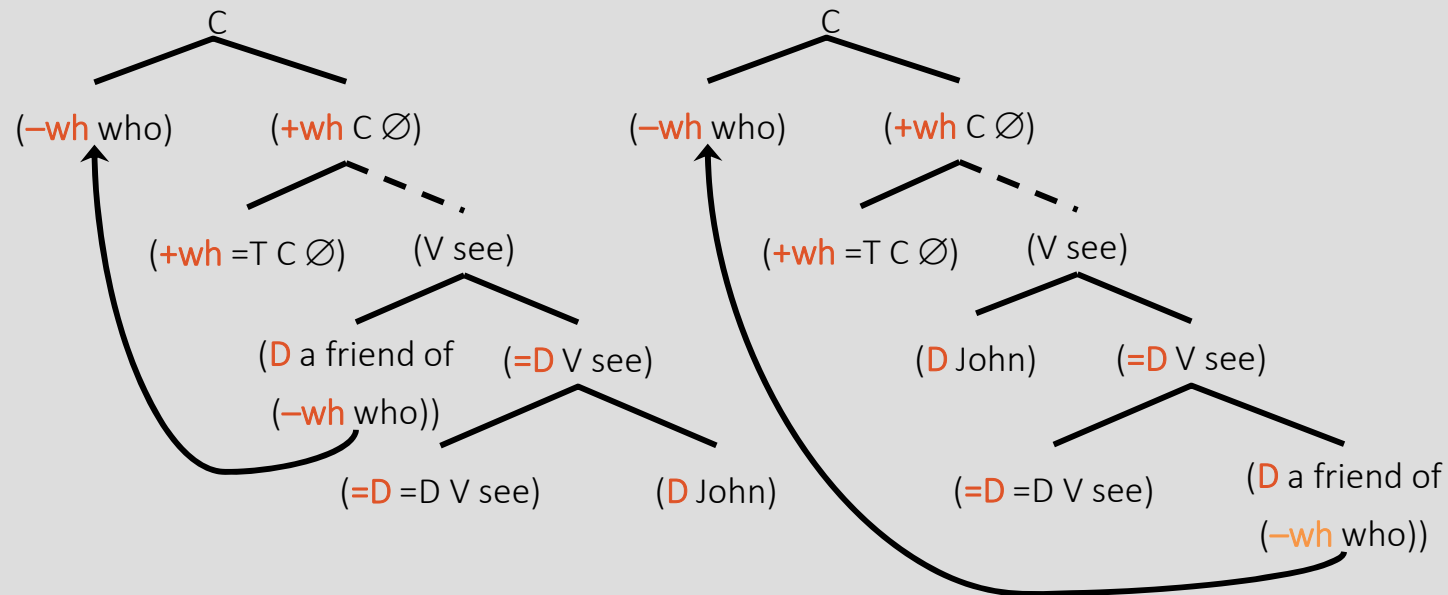 C
(–wh who) (+wh C ∅)
(+wh =T C ∅) (V see)
(D a friend of
(–wh who))
(=D V see)
(=D =D V see) (D John)
C
(–wh who) (+wh C ∅)
(+wh =T C ∅) (V see)
(D John) (=D V see)
(=D =D V see)
(D a friend of
(–wh who))